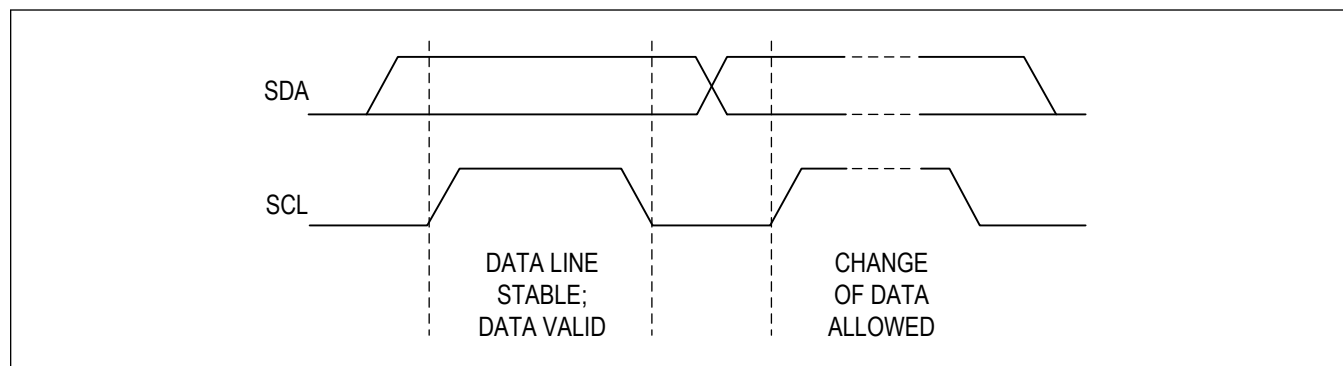 SDA
SCL
DATA LINE
STABLE;
DATA VALID
CHANGE
OF DATA
ALLOWED